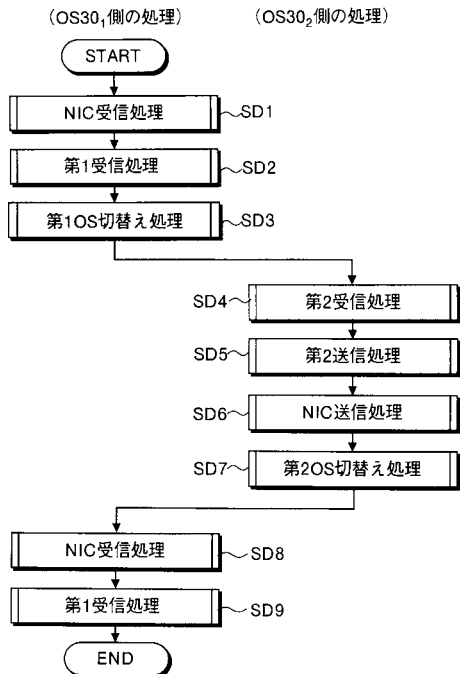 (OS30₁側の処理) (OS30₂側の処理)
START
NIC受信処理 SD1
第1受信処理 SD2
第1OS切替え処理 SD3
SD4 第2受信処理
SD5 第2送信処理
SD6 NIC送信処理
SD7 第2OS切替え処理
NIC受信処理 SD8
第1受信処理 SD9
END